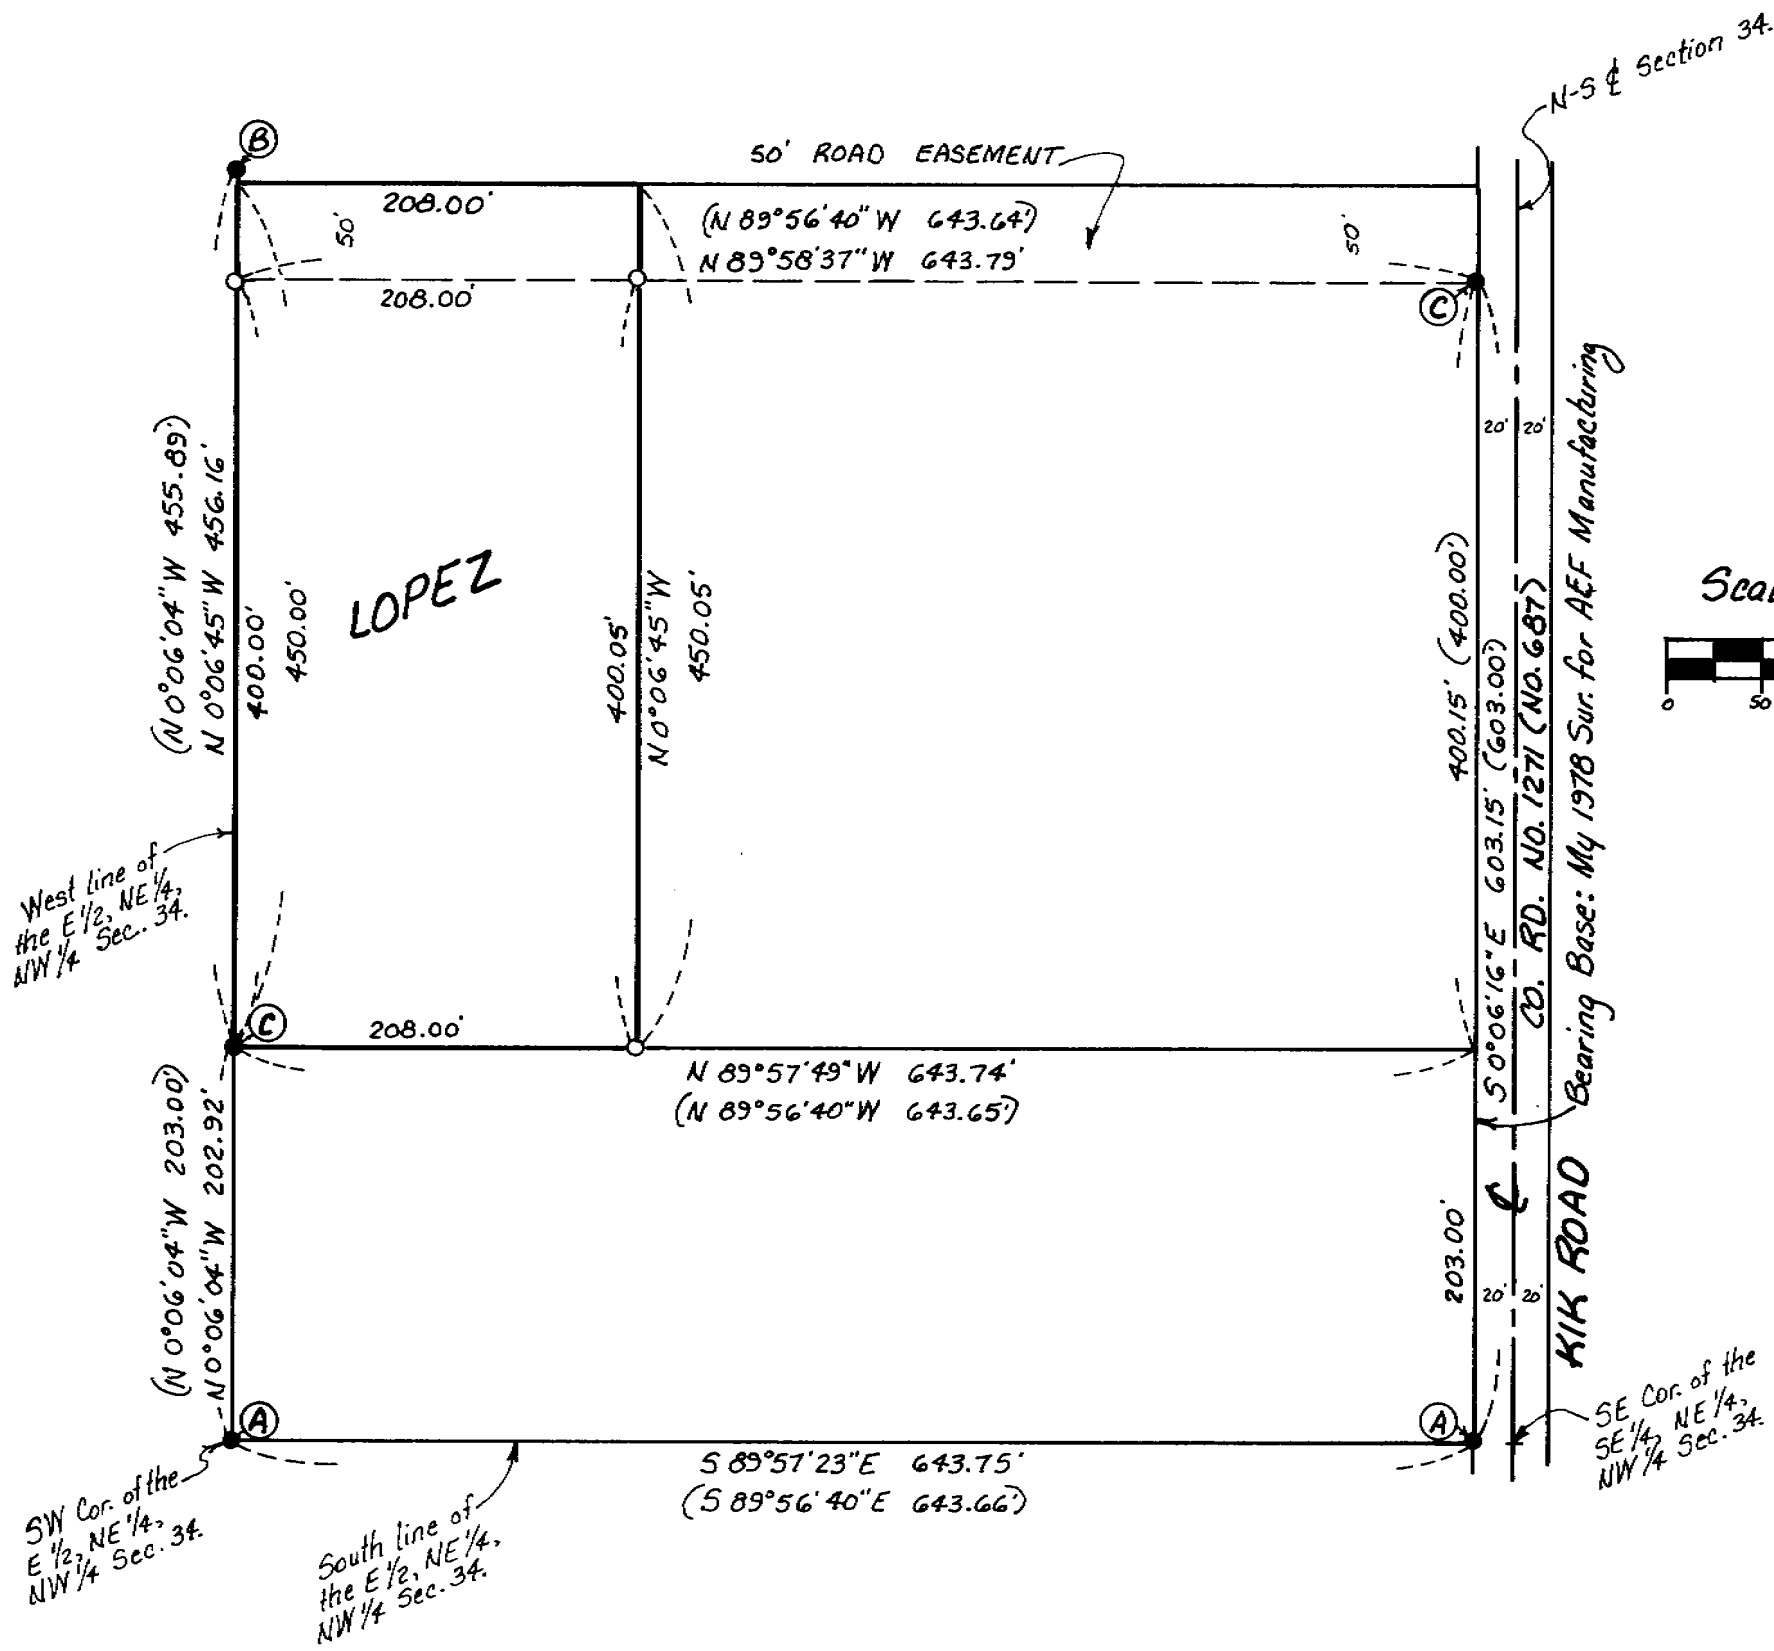 N-S ℄ Section 34.
B
50' ROAD EASEMENT
208.00'
50'
(N 89°56'40" W 643.64')
N 89°58'37" W 643.79'
50'
208.00'
C
20' 20'
(N 0°06'04" W 455.89')
N 0°06'45" W 456.16'
400.00'
450.00'
LOPEZ
400.05'
N 0°06'45" W
450.05'
400.15' (400.00')
S 0°06'16" E 603.15' (603.00')
CO. RD. NO. 1271 (NO. 687)
Bearing Base: My 1978 Sur. for AEF Manufacturing
0 50
West line of
the E 1/2, NE 1/4,
NW 1/4 Sec. 34.
C
208.00'
N 89°57'49" W 643.74'
(N 89°56'40" W 643.65')
(N 0°06'04" W 203.00')
N 0°06'04" W 202.92'
203.00'
℄
20' 20'
KIK ROAD
A
A
S 89°57'23" E 643.75'
(S 89°56'40" E 643.66')
SW Cor. of the
E 1/2, NE 1/4,
NW 1/4 Sec. 34.
South line of
the E 1/2, NE 1/4,
NW 1/4 Sec. 34.
SE Cor. of the
SE 1/4, NE 1/4,
NW 1/4 Sec. 34.